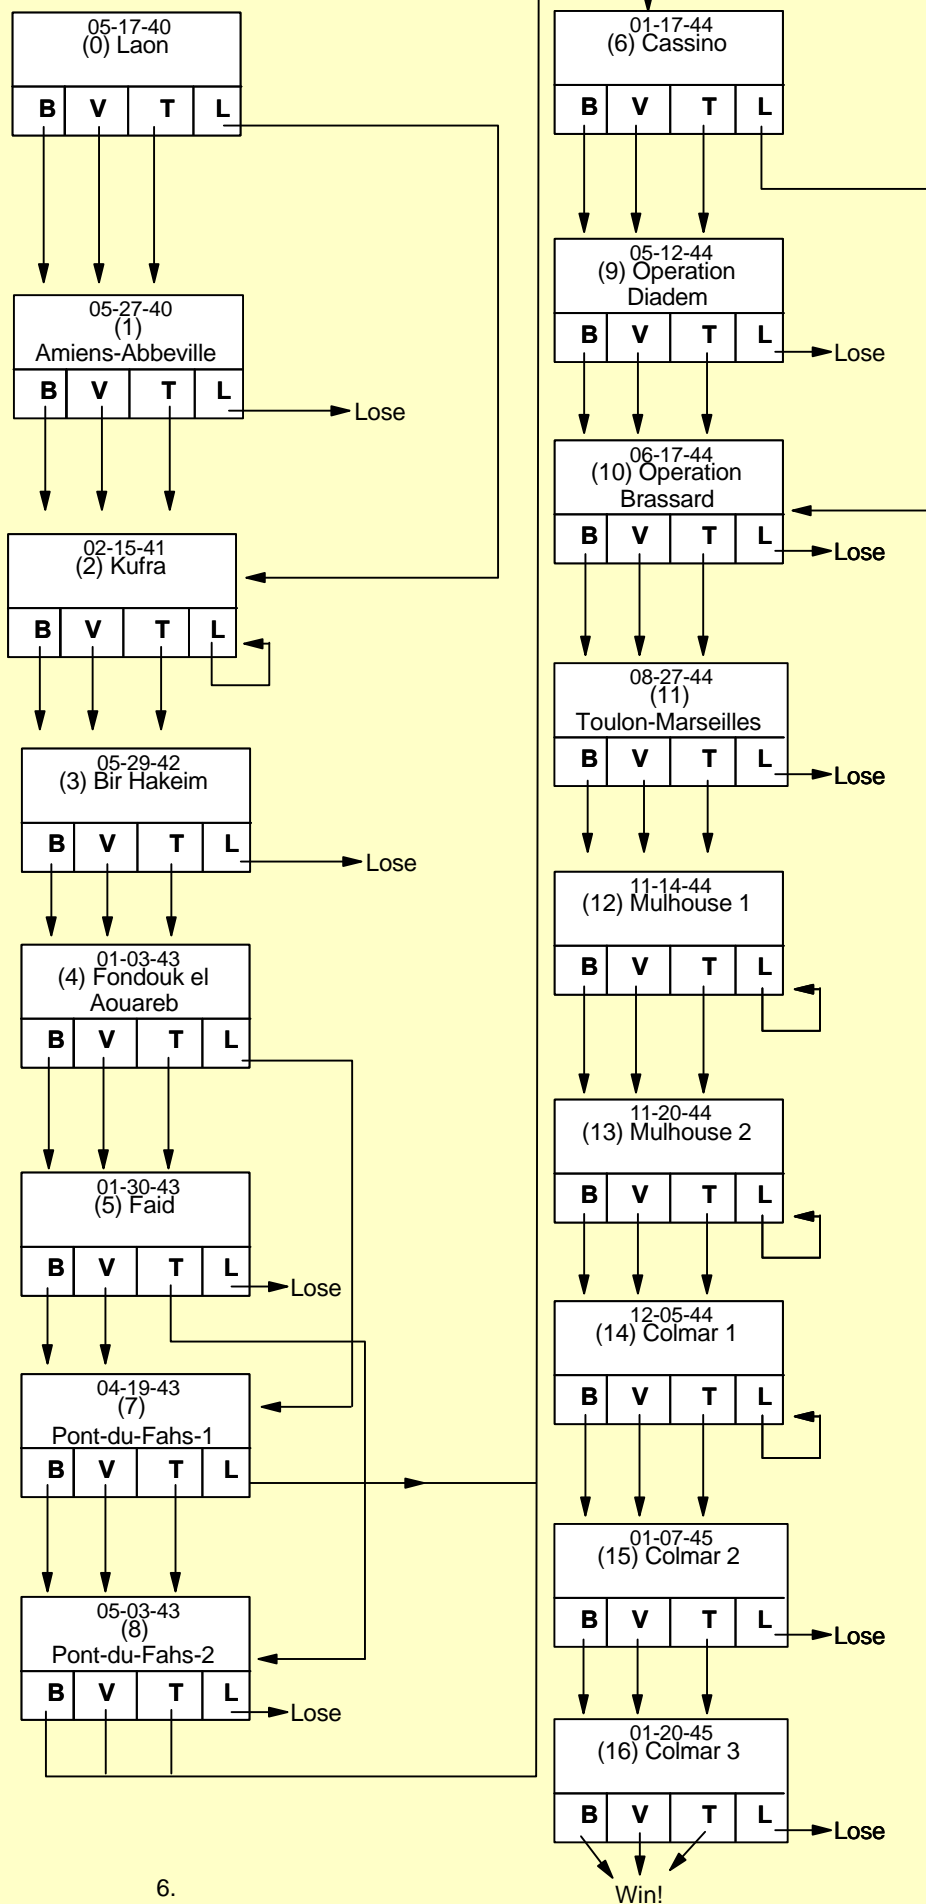 05-17-40
(0) Laon
B V T L
05-27-40
(1)
Amiens-Abbeville
B V T L
Lose
02-15-41
(2) Kufra
B V T L
05-29-42
(3) Bir Hakeim
B V T L
Lose
01-03-43
(4) Fondouk el
Aouareb
B V T L
01-30-43
(5) Faid
B V T L
Lose
04-19-43
(7)
Pont-du-Fahs-1
B V T L
05-03-43
(8)
Pont-du-Fahs-2
B V T L
Lose
6.
01-17-44
(6) Cassino
B V T L
05-12-44
(9) Operation
Diadem
B V T L
Lose
06-17-44
(10) Operation
Brassard
B V T L
Lose
08-27-44
(11)
Toulon-Marseilles
B V T L
Lose
11-14-44
(12) Mulhouse 1
B V T L
11-20-44
(13) Mulhouse 2
B V T L
12-05-44
(14) Colmar 1
B V T L
01-07-45
(15) Colmar 2
B V T L
Lose
01-20-45
(16) Colmar 3
B V T L
Lose
Win!